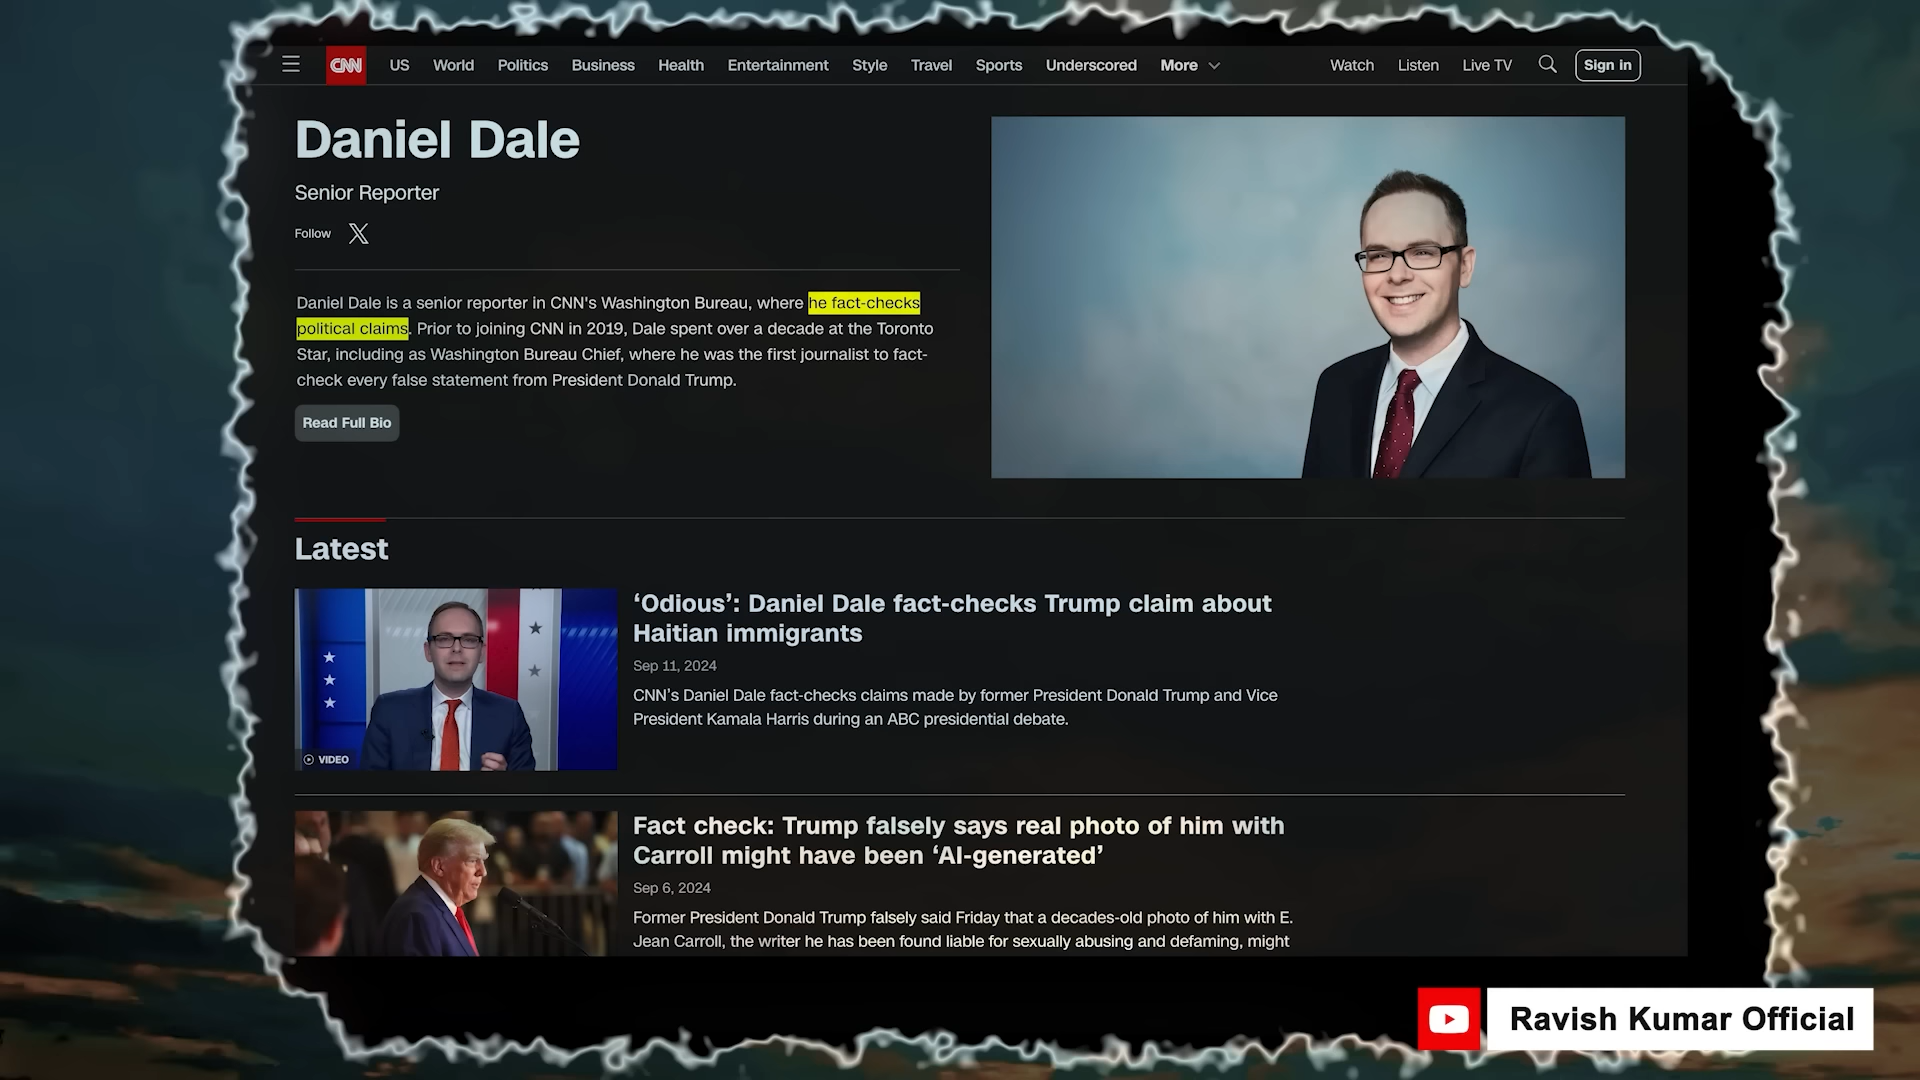 CNN US World Politics Business Health Entertainment Style Travel Sports Underscored More Watch Listen Live TV Sign in
Daniel Dale
Senior Reporter
Follow
Daniel Dale is a senior reporter in CNN's Washington Bureau, where he fact-checks
political claims. Prior to joining CNN in 2019, Dale spent over a decade at the Toronto
Star, including as Washington Bureau Chief, where he was the first journalist to fact-
check every false statement from President Donald Trump.
Read Full Bio
Latest
‘Odious’: Daniel Dale fact-checks Trump claim about
Haitian immigrants
Sep 11, 2024
CNN’s Daniel Dale fact-checks claims made by former President Donald Trump and Vice
President Kamala Harris during an ABC presidential debate.
VIDEO
Fact check: Trump falsely says real photo of him with
Carroll might have been ‘AI-generated’
Sep 6, 2024
Former President Donald Trump falsely said Friday that a decades-old photo of him with E.
Jean Carroll, the writer he has been found liable for sexually abusing and defaming, might
Ravish Kumar Official